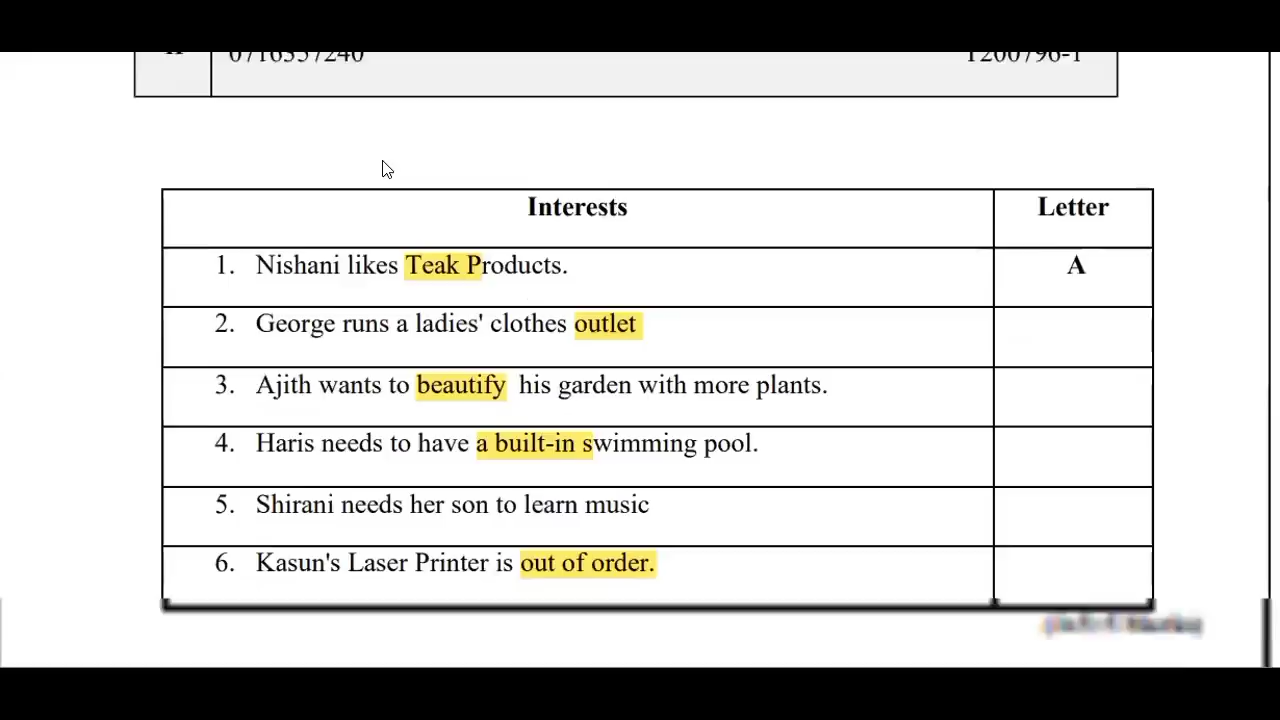 Interests Letter
1. Nishani likes Teak Products. A
2. George runs a ladies' clothes outlet
3. Ajith wants to beautify his garden with more plants.
4. Haris needs to have a built-in swimming pool.
5. Shirani needs her son to learn music
6. Kasun's Laser Printer is out of order.